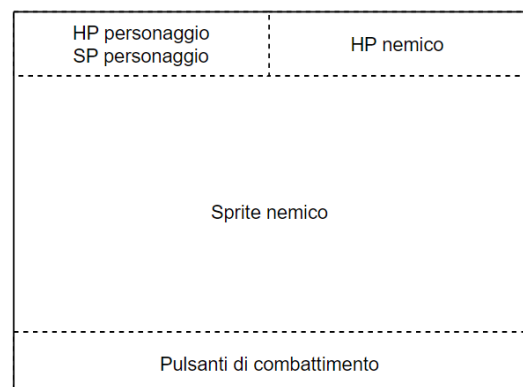 HP personaggio
SP personaggio
HP nemico
Sprite nemico
Pulsanti di combattimento